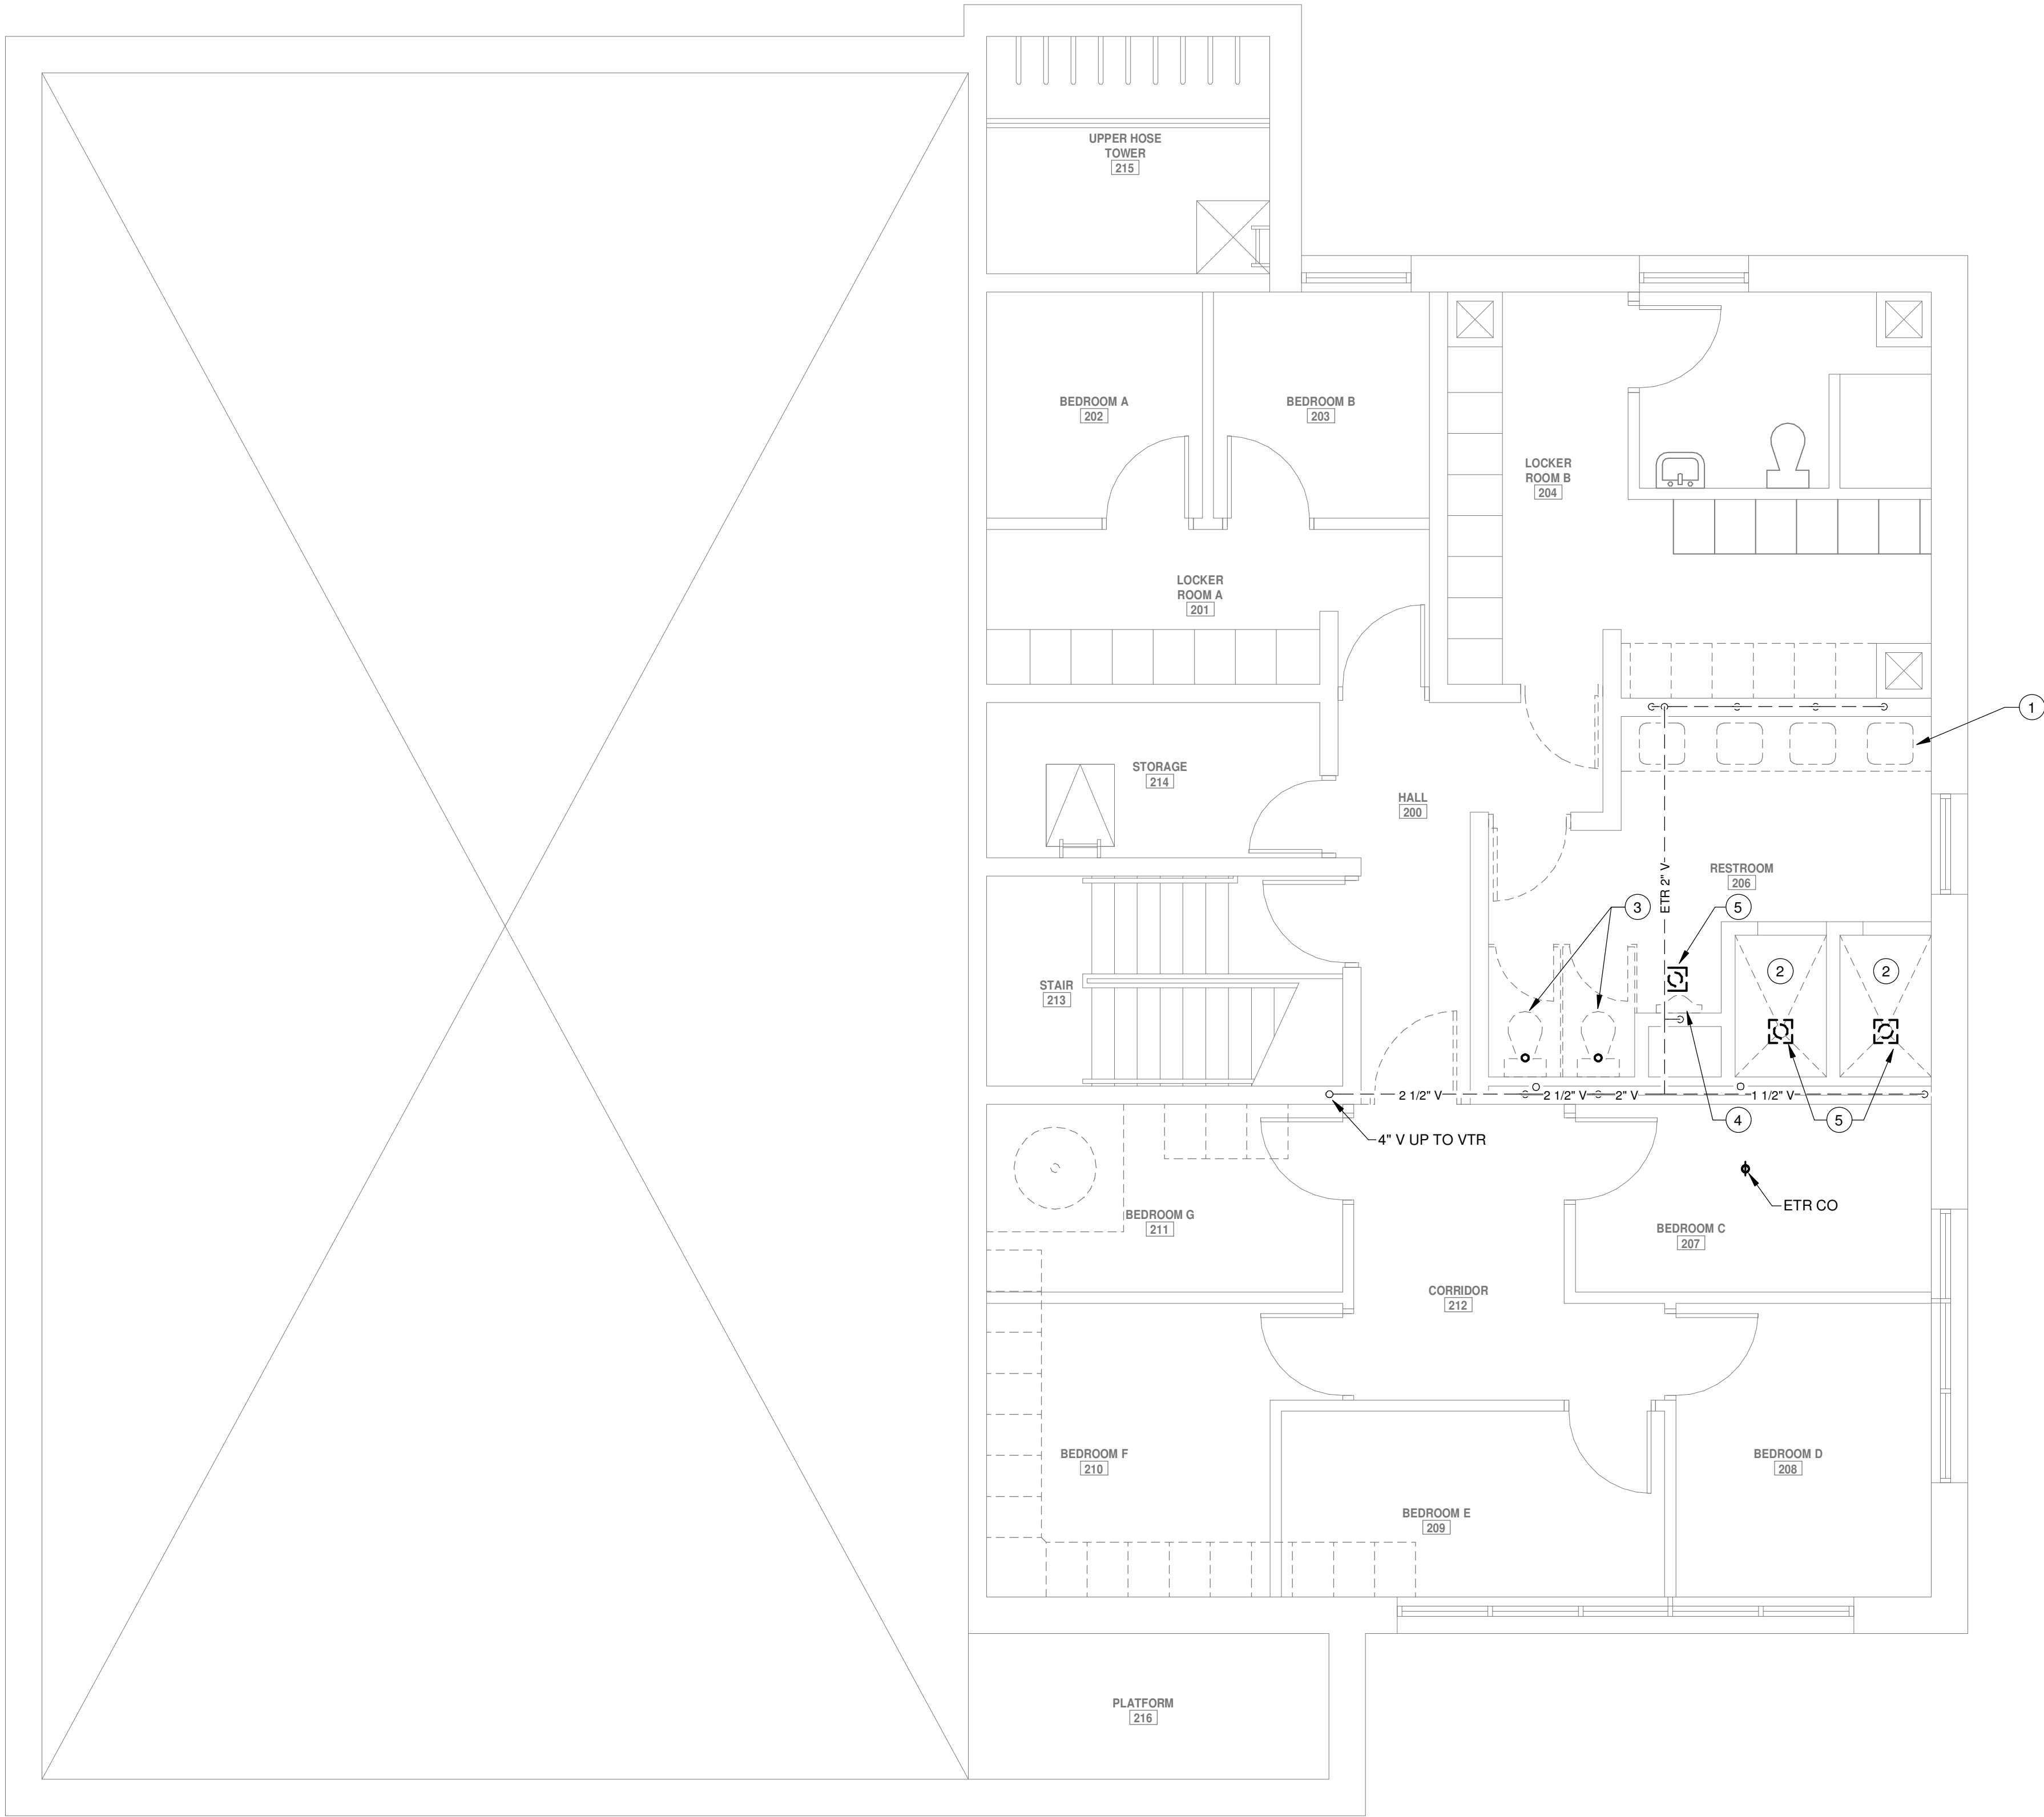 UPPER HOSE
TOWER
215
BEDROOM A
202
BEDROOM B
203
LOCKER
ROOM B
204
LOCKER
ROOM A
201
1
STORAGE
214
HALL
200
ETR 2" V
RESTROOM
206
3
5
2
2
STAIR
213
2 1/2" V
2 1/2" V
2" V
1 1/2" V
4
5
4" V UP TO VTR
ETR CO
BEDROOM G
211
BEDROOM C
207
CORRIDOR
212
BEDROOM F
210
BEDROOM D
208
BEDROOM E
209
PLATFORM
216